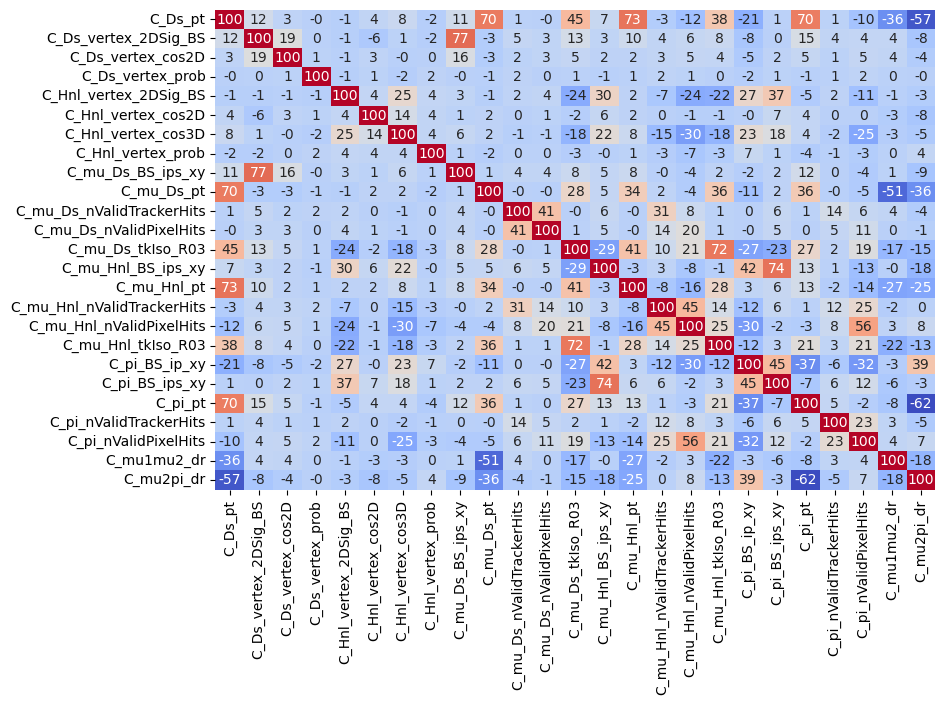 C_Ds_pt 100 12 3 -0 -1 4 8 -2 11 70 1 -0 45 7 73 -3 -12 38 -21 1 70 1 -10 -36 -57
C_Ds_vertex_2DSig_BS 12 100 19 0 -1 -6 1 -2 77 -3 5 3 13 3 10 4 6 8 -8 0 15 4 4 4 -8
C_Ds_vertex_cos2D 3 19 100 1 -1 3 -0 0 16 -3 2 3 5 2 2 3 5 4 -5 2 5 1 5 4 -4
C_Ds_vertex_prob -0 0 1 100 -1 1 -2 2 -0 -1 2 2 1 -1 1 2 1 0 -2 1 -1 1 2 0 -0
C_Hnl_vertex_2DSig_BS -1 -1 -1 -1 100 4 25 4 3 -1 2 4 -24 30 2 -7 -24 -22 27 37 -5 2 -11 -1 -3
C_Hnl_vertex_cos2D 4 -6 3 1 4 100 14 4 1 2 0 1 -2 6 2 0 -1 -1 -0 7 4 0 0 -3 -8
C_Hnl_vertex_cos3D 8 1 -0 -2 25 14 100 4 6 2 -1 -1 -18 22 8 -15 -30 -18 23 18 4 -2 -25 -3 -5
C_Hnl_vertex_prob -2 -2 0 2 4 4 4 100 1 -2 0 0 -3 -0 1 -3 -7 -3 7 1 -4 -1 -3 0 4
C_mu_Ds_BS_ips_xy 11 77 16 -0 3 1 6 1 100 1 4 4 8 5 8 -0 -4 2 -2 2 12 0 -4 1 -9
C_mu_Ds_pt 70 -3 -3 -1 -1 2 2 -2 1 100 -0 -0 28 5 34 2 -4 36 -11 2 36 -0 -5 -51 -36
C_mu_Ds_nValidTrackerHits 1 5 2 2 2 0 -1 0 4 -0 100 41 -0 6 -0 31 8 1 0 6 1 14 6 4 -4
C_mu_Ds_nValidPixelHits -0 3 3 0 4 1 -1 0 4 -0 41 100 1 5 -0 14 20 1 -0 5 0 5 11 0 -1
C_mu_Ds_tkIso_R03 45 13 5 1 -24 -2 -18 -3 8 28 -0 1 100 -29 41 10 21 72 -27 -23 27 2 19 -17 -15
C_mu_Hnl_BS_ips_xy 7 3 2 -1 30 6 22 -0 5 5 6 5 -29 100 -3 3 -8 -1 42 74 13 1 -13 -0 -18
C_mu_Hnl_pt 73 10 2 1 2 2 8 1 8 34 -0 -0 41 -3 100 -8 -16 28 3 6 13 -2 -14 -27 -25
C_mu_Hnl_nValidTrackerHits -3 4 3 2 -7 0 -15 -3 -0 2 31 14 10 3 -8 100 45 14 -12 6 1 12 25 -2 0
C_mu_Hnl_nValidPixelHits -12 6 5 1 -24 -1 -30 -7 -4 -4 8 20 21 -8 -16 45 100 25 -30 -2 -3 8 56 3 8
C_mu_Hnl_tkIso_R03 38 8 4 0 -22 -1 -18 -3 2 36 1 1 72 -1 28 14 25 100 -12 3 21 3 21 -22 -13
C_pi_BS_ip_xy -21 -8 -5 -2 27 -0 23 7 -2 -11 0 -0 -27 42 3 -12 -30 -12 100 45 -37 -6 -32 -3 39
C_pi_BS_ips_xy 1 0 2 1 37 7 18 1 2 2 6 5 -23 74 6 6 -2 3 45 100 -7 6 12 -6 -3
C_pi_pt 70 15 5 -1 -5 4 4 -4 12 36 1 0 27 13 13 1 -3 21 -37 -7 100 5 -2 -8 -62
C_pi_nValidTrackerHits 1 4 1 1 2 0 -2 -1 0 -0 14 5 2 1 -2 12 8 3 -6 6 5 100 23 3 -5
C_pi_nValidPixelHits -10 4 5 2 -11 0 -25 -3 -4 -5 6 11 19 -13 -14 25 56 21 -32 12 -2 23 100 4 7
C_mu1mu2_dr -36 4 4 0 -1 -3 -3 0 1 -51 4 0 -17 -0 -27 -2 3 -22 -3 -6 -8 3 4 100 -18
C_mu2pi_dr -57 -8 -4 -0 -3 -8 -5 4 -9 -36 -4 -1 -15 -18 -25 0 8 -13 39 -3 -62 -5 7 -18 100
C_Ds_pt
C_Ds_vertex_2DSig_BS
C_Ds_vertex_cos2D
C_Ds_vertex_prob
C_Hnl_vertex_2DSig_BS
C_Hnl_vertex_cos2D
C_Hnl_vertex_cos3D
C_Hnl_vertex_prob
C_mu_Ds_BS_ips_xy
C_mu_Ds_pt
C_mu_Ds_nValidTrackerHits
C_mu_Ds_nValidPixelHits
C_mu_Ds_tkIso_R03
C_mu_Hnl_BS_ips_xy
C_mu_Hnl_pt
C_mu_Hnl_nValidTrackerHits
C_mu_Hnl_nValidPixelHits
C_mu_Hnl_tkIso_R03
C_pi_BS_ip_xy
C_pi_BS_ips_xy
C_pi_pt
C_pi_nValidTrackerHits
C_pi_nValidPixelHits
C_mu1mu2_dr
C_mu2pi_dr